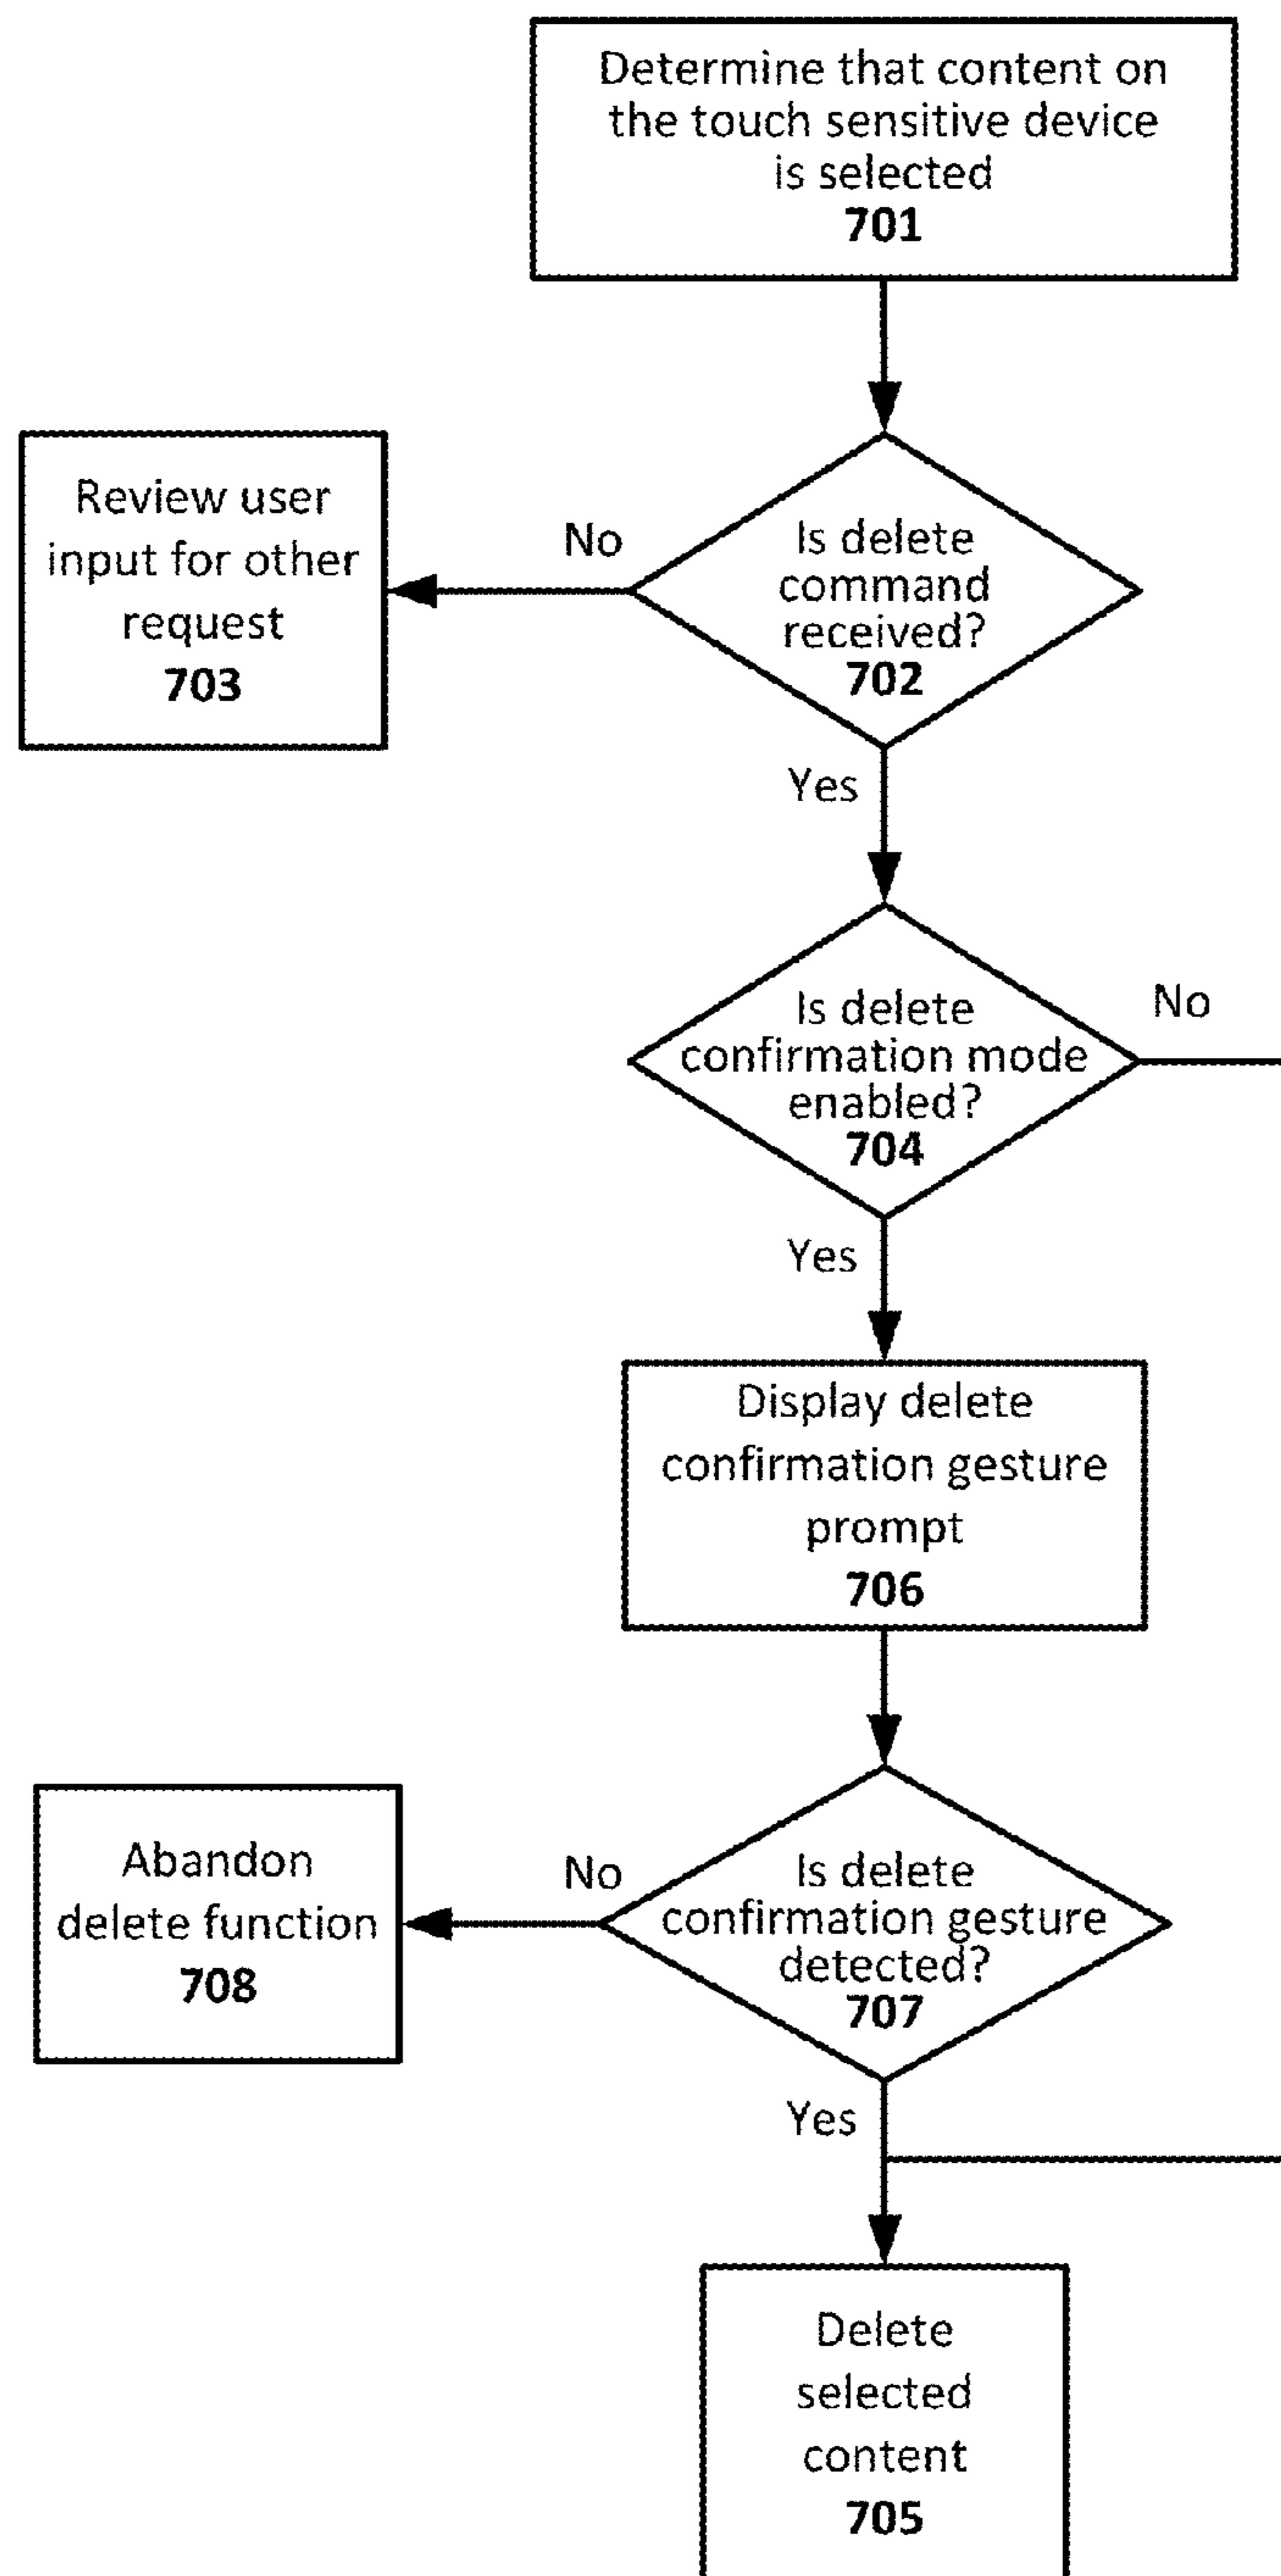 Determine that content on
the touch sensitive device
is selected
701
Is delete
command
received?
702
No
Review user
input for other
request
703
Yes
Is delete
confirmation mode
enabled?
704
No
Yes
Display delete
confirmation gesture
prompt
706
Is delete
confirmation gesture
detected?
707
No
Abandon
delete function
708
Yes
Delete
selected
content
705